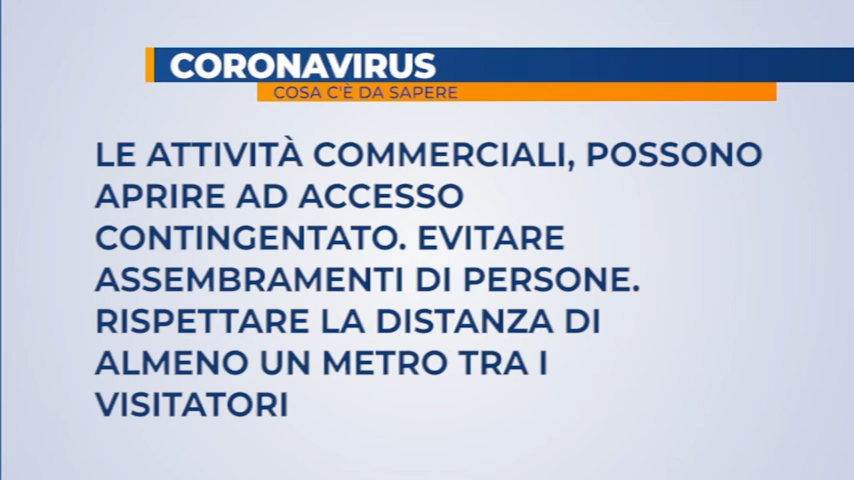 CORONAVIRUS
COSA C'È DA SAPERE
LE ATTIVITÀ COMMERCIALI, POSSONO
APRIRE AD ACCESSO
CONTINGENTATO. EVITARE
ASSEMBRAMENTI DI PERSONE.
RISPETTARE LA DISTANZA DI
ALMENO UN METRO TRA I
VISITATORI